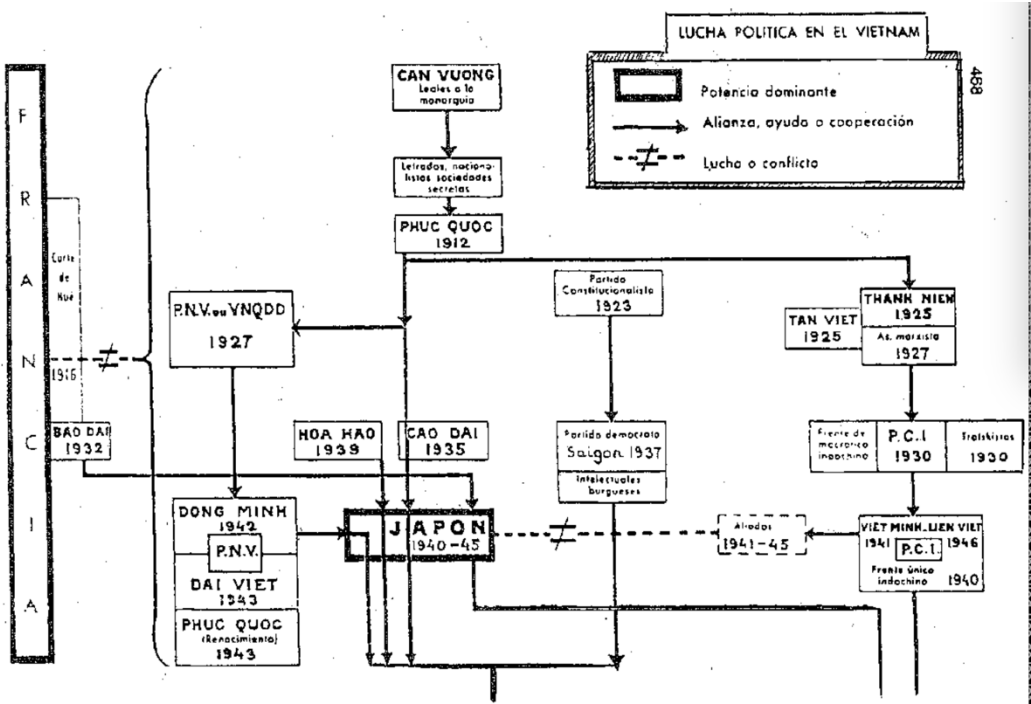 LUCHA POLITICA EN EL VIETNAM
468
Potencia dominante
Alianza, ayuda o cooperación
Lucha o conflicto
FRANCIA
Corte
de
Hué
1916
BAO DAI
1932
CAN VUONG
Leales a la
monarquía
Letrados, naciona-
listas sociedades
secretas
PHUC QUOC
1912
P.N.V. ou VNQDD
1927
Partido
Constitucionalista
1923
TAN VIET
1925
THANH NIEN
1925
As. marxista
1927
HOA HAO
1939
CAO DAI
1935
Partido democrata
Saigon 1937
Intelectuales
burgueses
Frente de
mocratico
indochino
P.C.I
1930
Trotskistas
1930
DONG MINH
1942
P.N.V.
DAI VIET
1943
PHUC QUOC
(Renacimiento)
1943
JAPON
1940-45
Aliados
1941-45
VIET MINH-LIEN VIET
1941 1946
P.C.I.
Frente único
indochino 1940